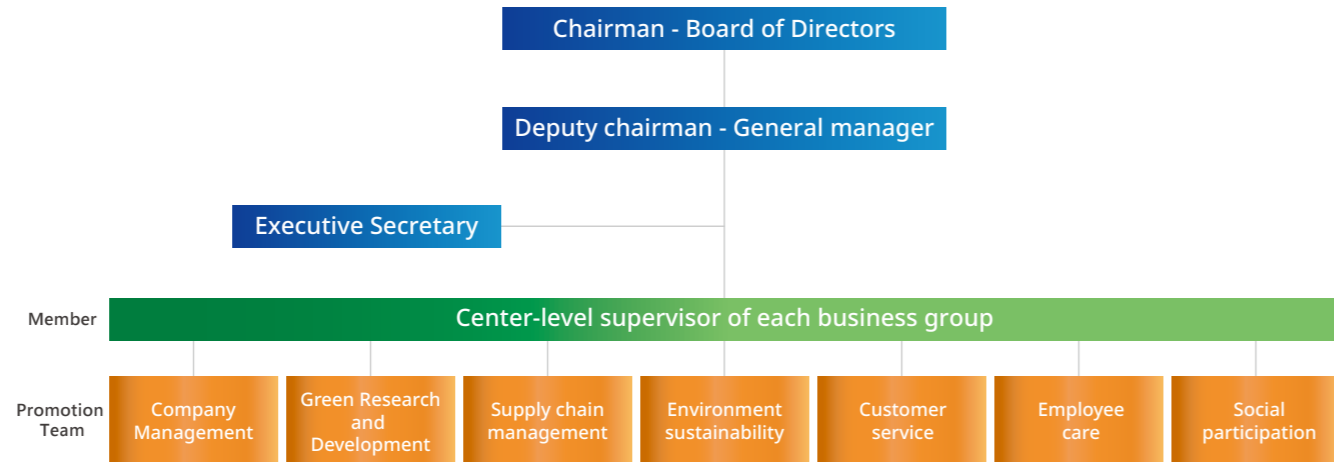 Chairman - Board of Directors
Deputy chairman - General manager
Executive Secretary
Member
Center-level supervisor of each business group
Promotion
Team
Company
Management
Green Research
and
Development
Supply chain
management
Environment
sustainability
Customer
service
Employee
care
Social
participation